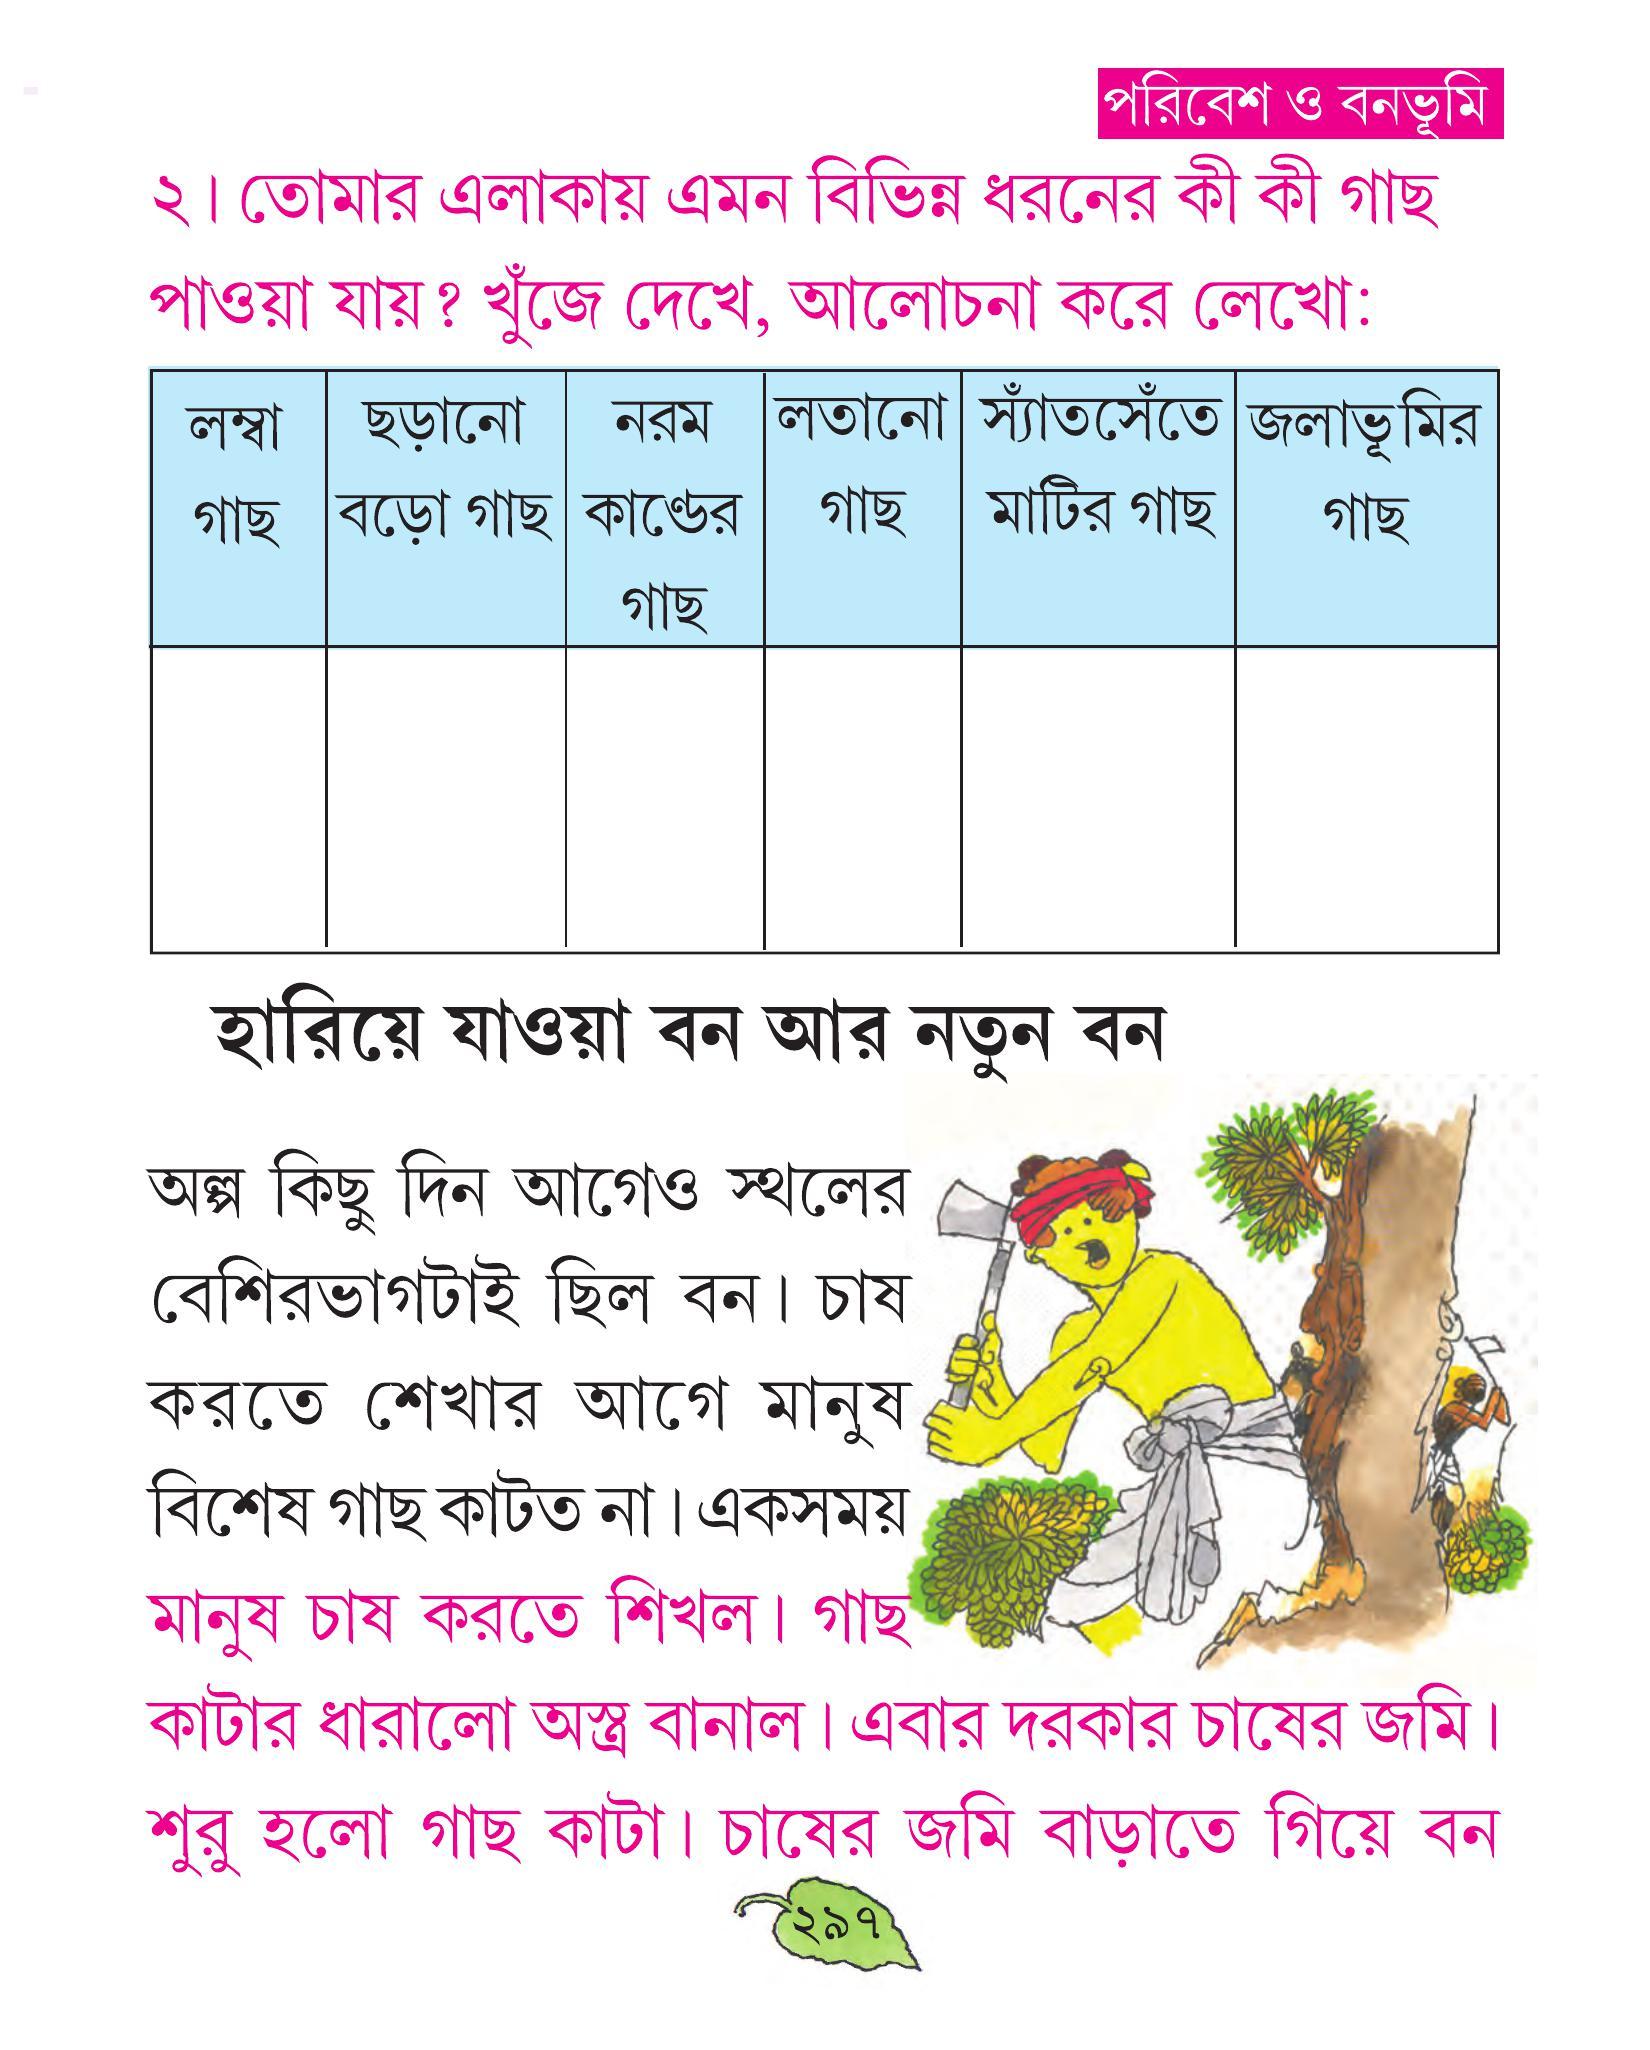 পরিবেশ ও বনভূমি
২। তোমার এলাকায় এমন বিভিন্ন ধরনের কী কী গাছ
পাওয়া যায়? খুঁজে দেখে, আলোচনা করে লেখো:
লম্বা গাছ
ছড়ানো বড়ো গাছ
নরম কাণ্ডের গাছ
লতানো গাছ
স্যাঁতসেঁতে মাটির গাছ
জলাভূমির গাছ
হারিয়ে যাওয়া বন আর নতুন বন
অল্প কিছু দিন আগেও স্থলের
বেশিরভাগটাই ছিল বন। চাষ
করতে শেখার আগে মানুষ
বিশেষ গাছ কাটত না। একসময়
মানুষ চাষ করতে শিখল। গাছ
কাটার ধারালো অস্ত্র বানাল। এবার দরকার চাষের জমি।
শুরু হলো গাছ কাটা। চাষের জমি বাড়াতে গিয়ে বন
২৯৭